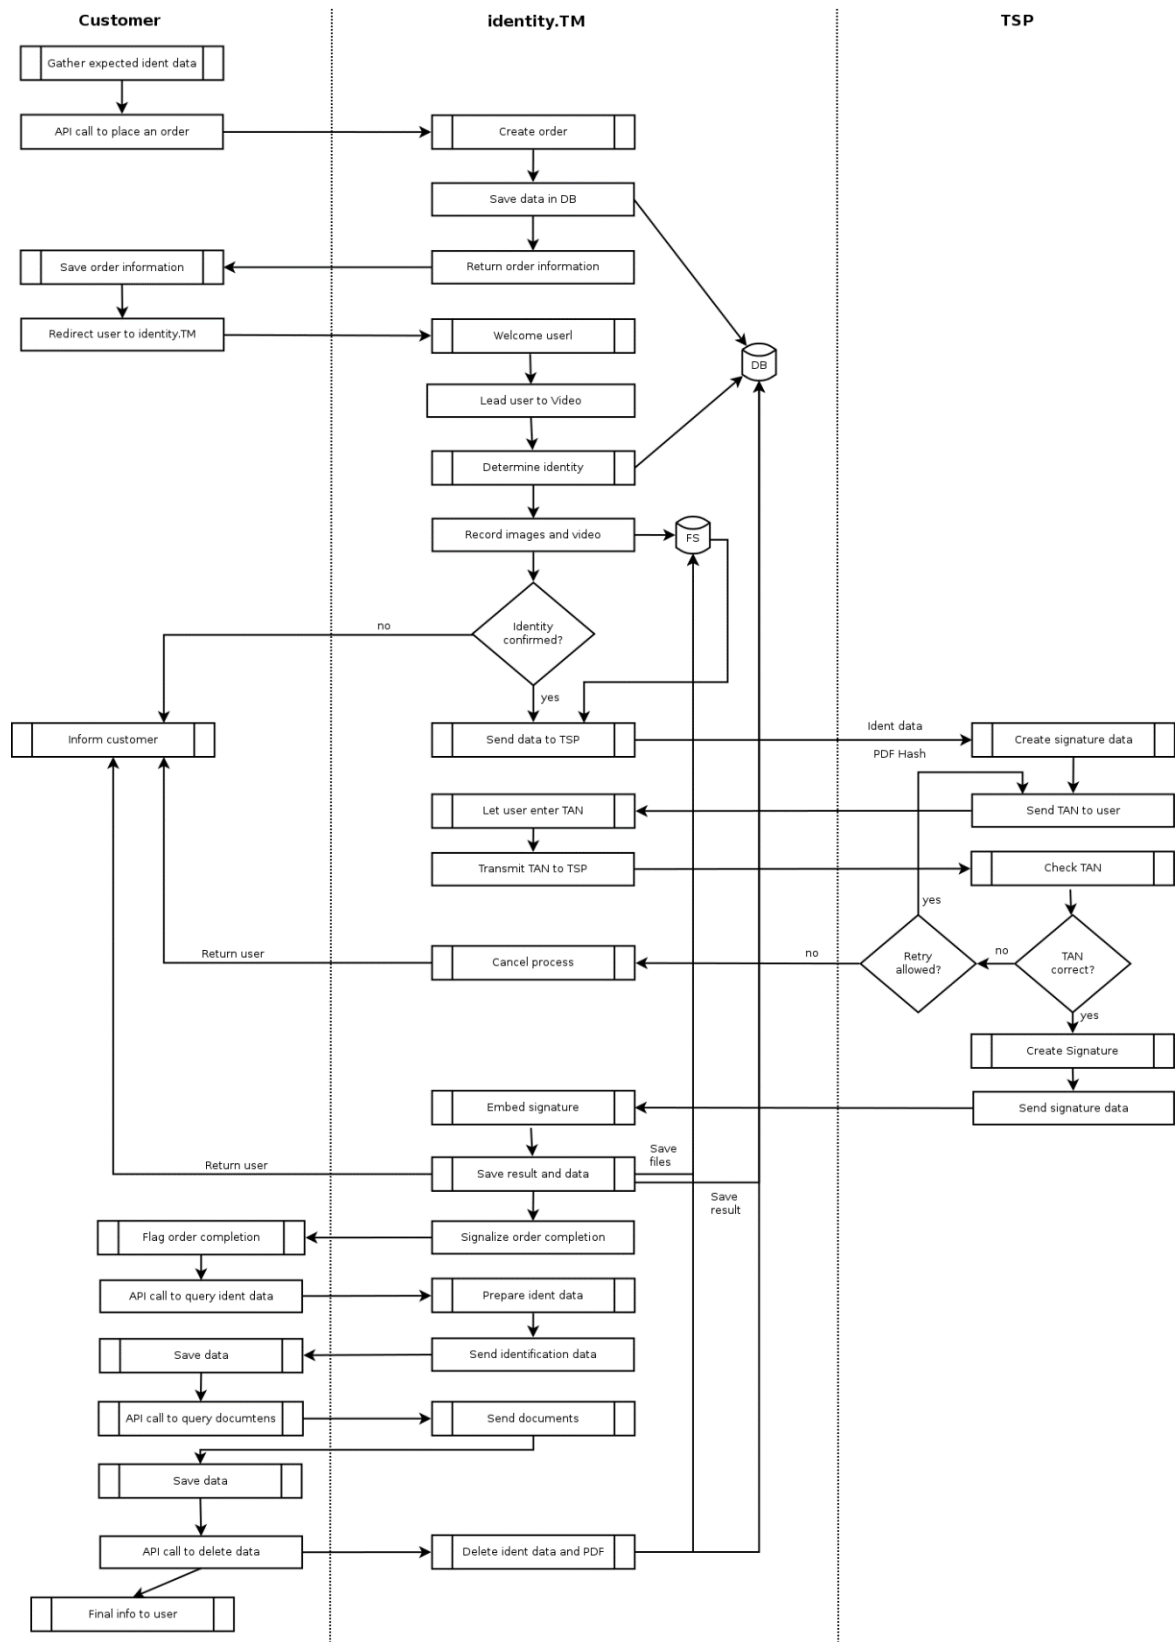 Customer
identity.TM
TSP
Gather expected ident data
API call to place an order
Create order
Save data in DB
Save order information
Return order information
Redirect user to identity.TM
Welcome userl
DB
Lead user to Video
Determine identity
Record images and video
FS
no
Identity
confirmed?
yes
Inform customer
Send data to TSP
Ident data
PDF Hash
Create signature data
Let user enter TAN
Send TAN to user
Transmit TAN to TSP
Check TAN
yes
Return user
Cancel process
no
Retry
allowed?
no
TAN
correct?
yes
Create Signature
Embed signature
Send signature data
Return user
Save result and data
Save
files
Save
result
Flag order completion
Signalize order completion
API call to query ident data
Prepare ident data
Save data
Send identification data
API call to query documtens
Send documents
Save data
API call to delete data
Delete ident data and PDF
Final info to user